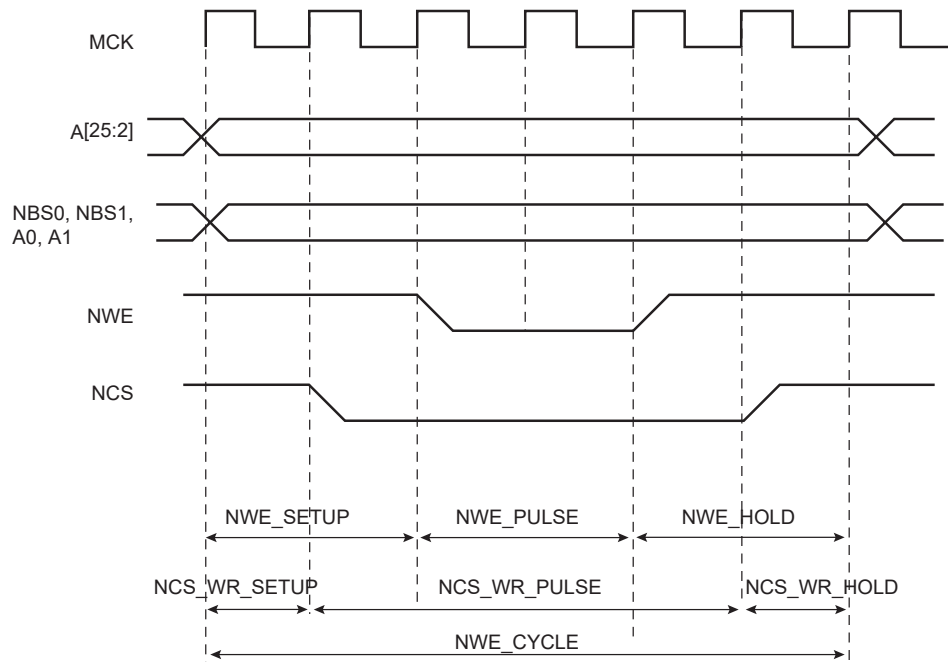 MCK
A[25:2]
NBS0, NBS1,
A0, A1
NWE
NCS
NWE_SETUP NWE_PULSE NWE_HOLD
NCS_WR_SETUP NCS_WR_PULSE NCS_WR_HOLD
NWE_CYCLE